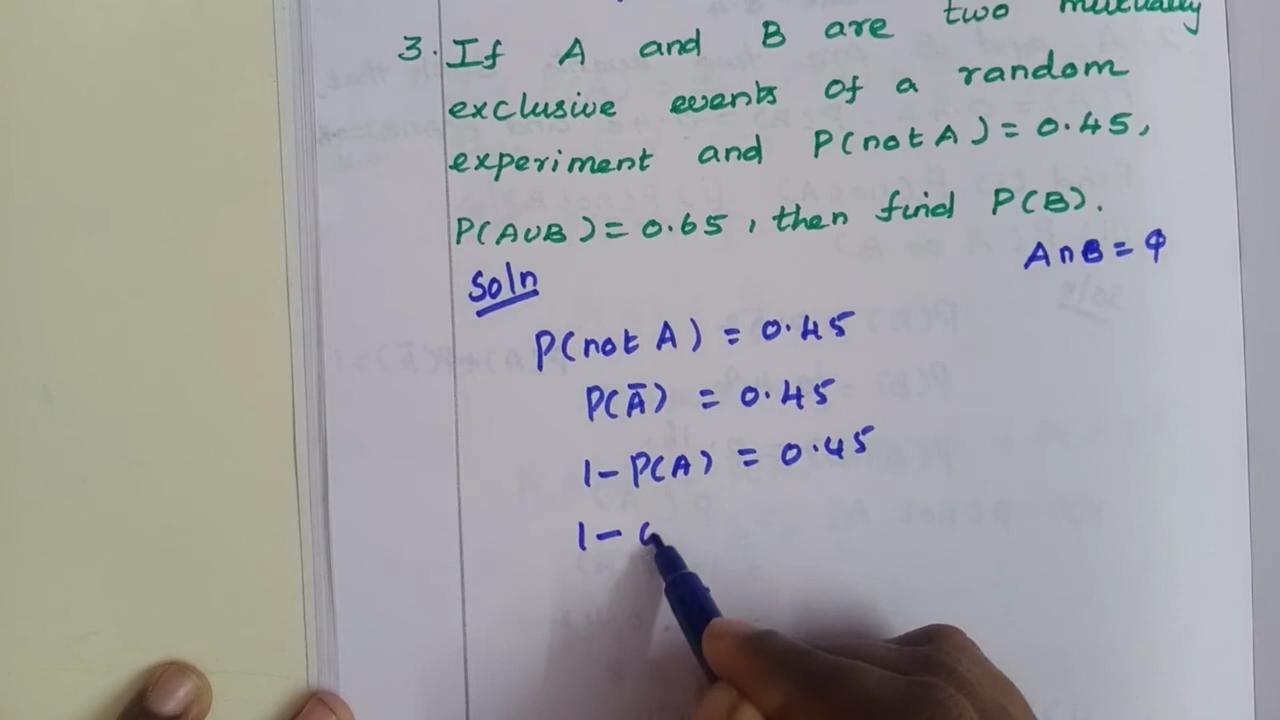 3. If A and B are two mutually
exclusive events of a random
experiment and P(not A) = 0.45,
P(A∪B) = 0.65, then find P(B).
A∩B = φ
Soln
P(not A) = 0.45
P(Ā) = 0.45
1 - P(A) = 0.45
1 -